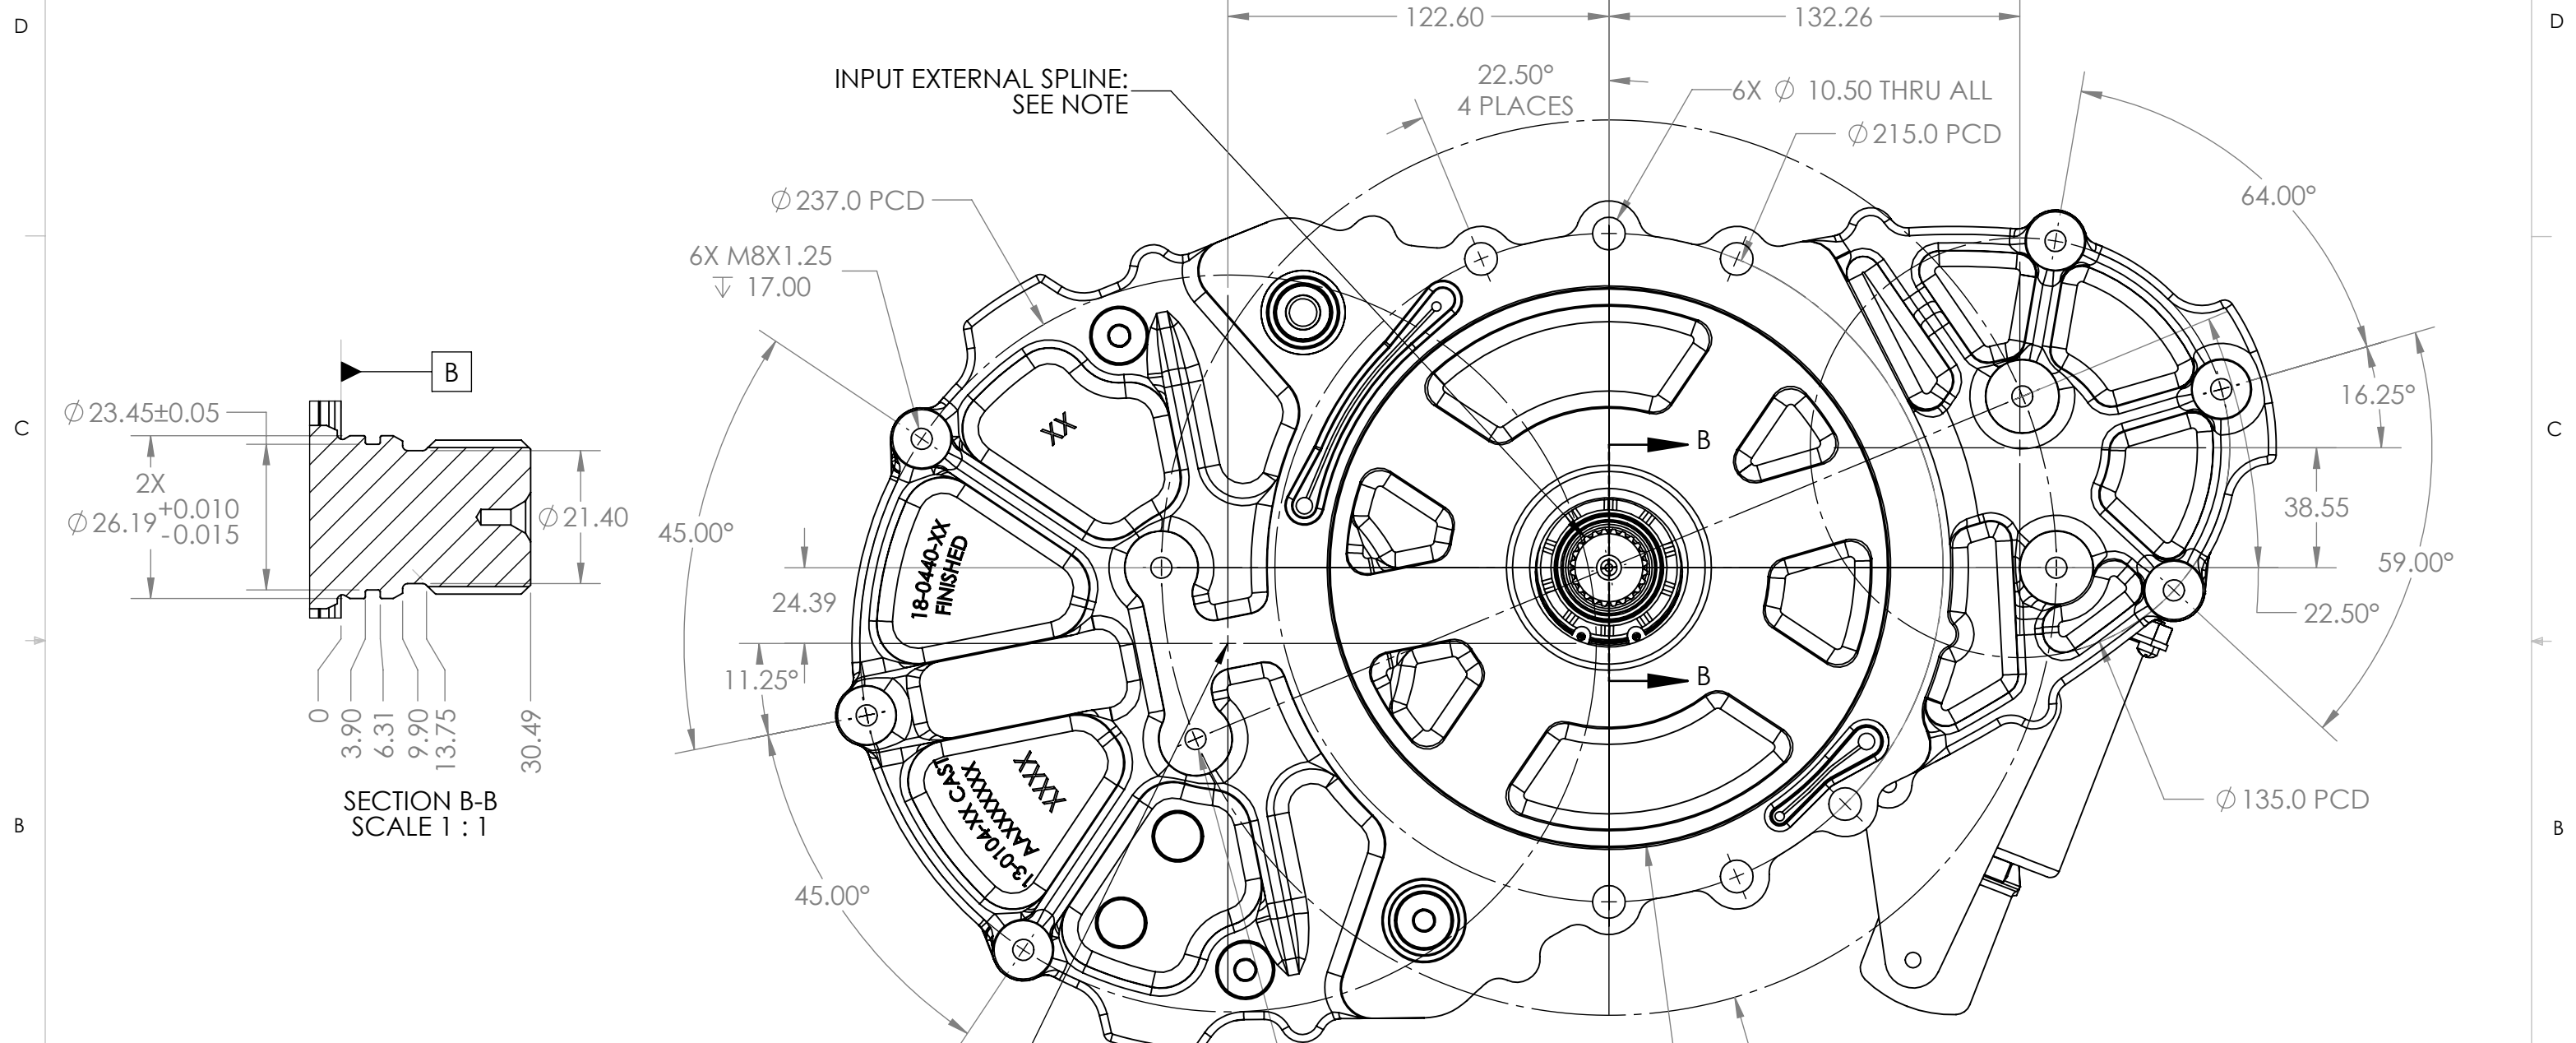 D
D
122.60
132.26
INPUT EXTERNAL SPLINE:
SEE NOTE
22.50°
4 PLACES
6X ∅ 10.50 THRU ALL
∅215.0 PCD
∅237.0 PCD
64.00°
6X M8X1.25
↧ 17.00
B
16.25°
∅23.45±0.05
C
C
XX
B
2X
∅26.19 +0.010
-0.015
∅21.40
45.00°
18-0440-XX
FINISHED
38.55
59.00°
24.39
22.50°
11.25°
B
0
3.90
6.31
9.90
13.75
30.49
XXXX
13-0104-XX CAST
AAXXXXXX
SECTION B-B
SCALE 1 : 1
∅135.0 PCD
B
B
45.00°